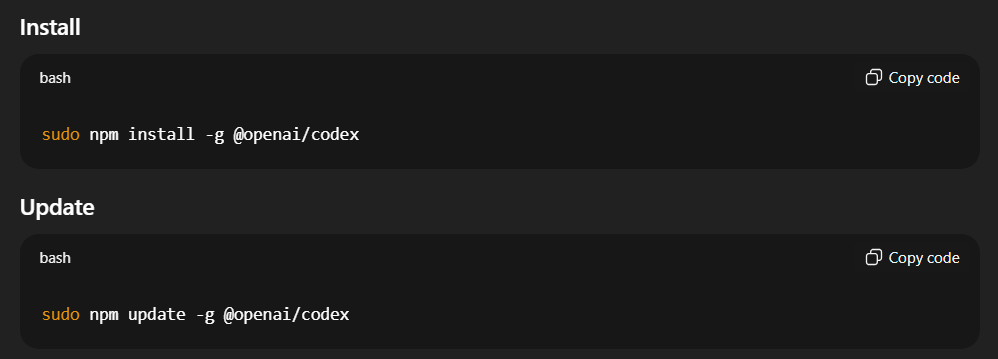 Install
bash
Copy code
sudo npm install -g @openai/codex
Update
bash
Copy code
sudo npm update -g @openai/codex